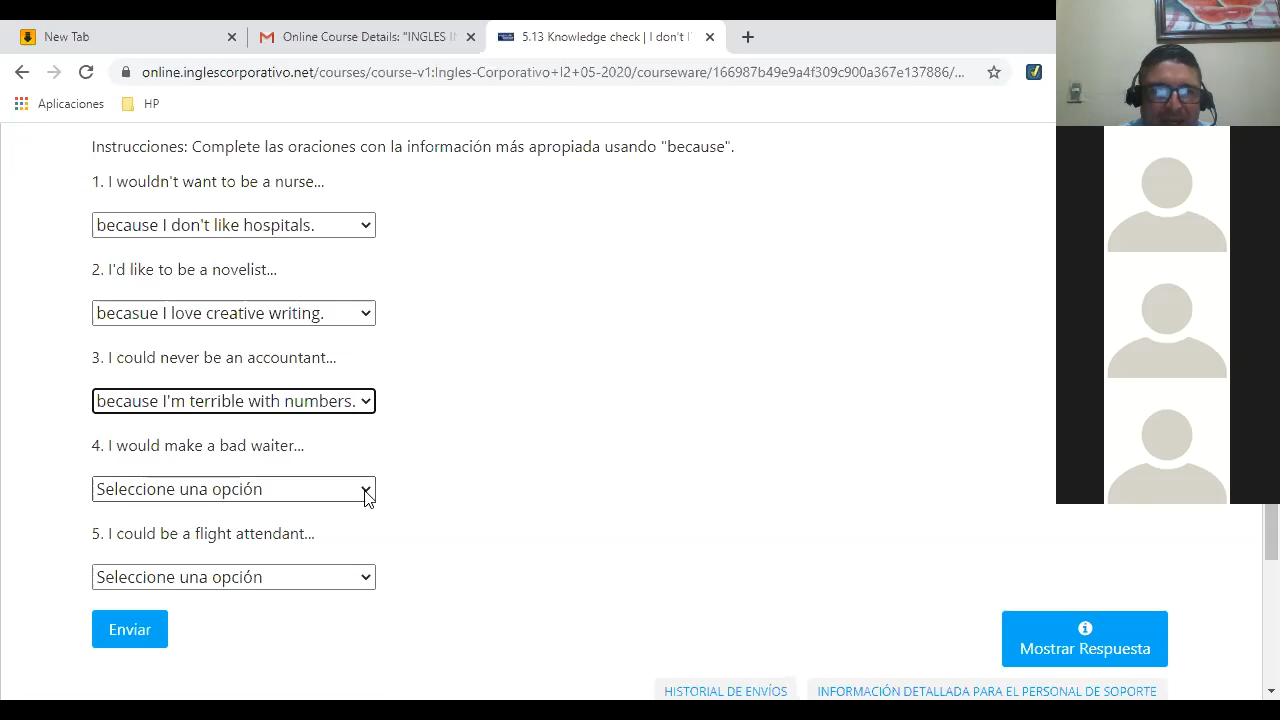 New Tab
Online Course Details: "INGLES I
5.13 Knowledge check | I don't l
online.inglescorporativo.net/courses/course-v1:Ingles-Corporativo+I2+05-2020/courseware/166987b49e9a4f309c900a367e137886/...
Aplicaciones
HP
Instrucciones: Complete las oraciones con la información más apropiada usando "because".
1. I wouldn't want to be a nurse...
because I don't like hospitals.
2. I'd like to be a novelist...
becasue I love creative writing.
3. I could never be an accountant...
because I'm terrible with numbers.
4. I would make a bad waiter...
Seleccione una opción
5. I could be a flight attendant...
Seleccione una opción
Enviar
Mostrar Respuesta
HISTORIAL DE ENVÍOS
INFORMACIÓN DETALLADA PARA EL PERSONAL DE SOPORTE